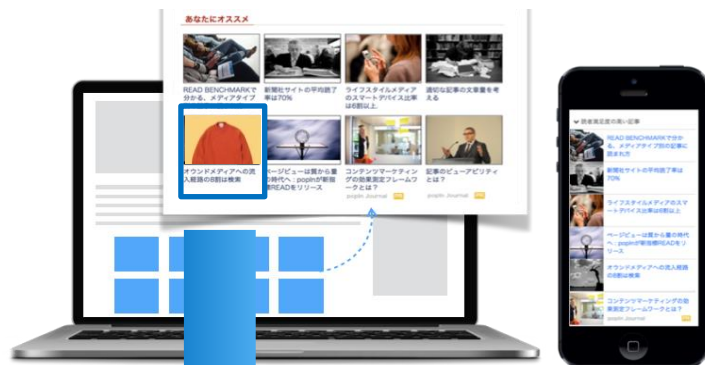 あなたにオススメ
READ BENCHMARKで
分かる、メディアタイプ
新聞社サイトの平均読了
率は70%
ライフスタイルメディア
のスマートデバイス出率
は6割以上
適切な記事の文章量を考
える
オウンドメディアへの流
入経路の8割は検索
ページビューは質から量
の時代へ：popInが新指
標READをリリース
コンテンツマーケティン
グの効果測定フレームワ
ークとは？
popIn Journal
記事のビューアビリティ
とは？
popIn Journal
読者満足度の高い記事
READ BENCHMARKで分か
る、メディアタイプ別の記事に
読まれ方
新聞社サイトの平均読了率は
70%
ライフスタイルメディアのスマ
ートデバイス出率は6割以上
ページビューは質から量の時代
へ：popInが新指標READをリ
リース
オウンドメディアへの流入経路
の8割は検索
コンテンツマーケティングの効
果測定フレームワークとは？
popIn Journal